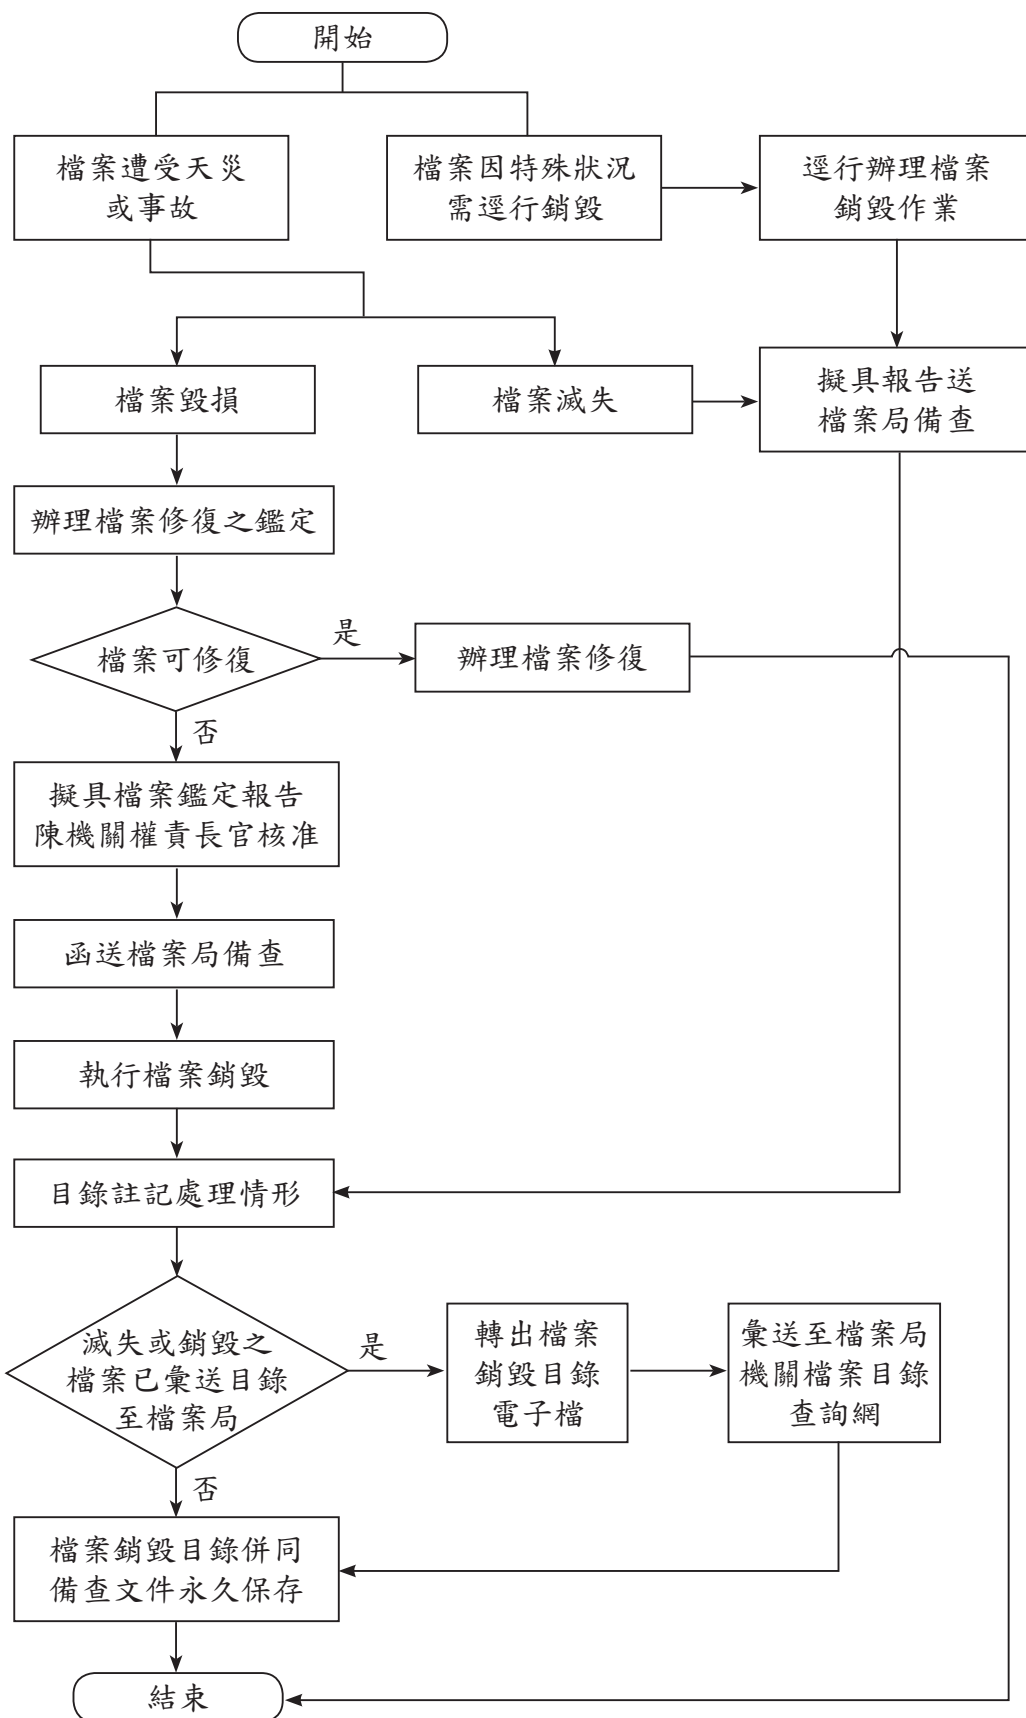 開始
檔案遭受天災
或事故
檔案因特殊狀況
需逕行銷毀
逕行辦理檔案
銷毀作業
檔案毀損
檔案滅失
擬具報告送
檔案局備查
辦理檔案修復之鑑定
檔案可修復
是
辦理檔案修復
否
擬具檔案鑑定報告
陳機關權責長官核准
函送檔案局備查
執行檔案銷毀
目錄註記處理情形
滅失或銷毀之
檔案已彙送目錄
至檔案局
是
轉出檔案
銷毀目錄
電子檔
彙送至檔案局
機關檔案目錄
查詢網
否
檔案銷毀目錄併同
備查文件永久保存
結束